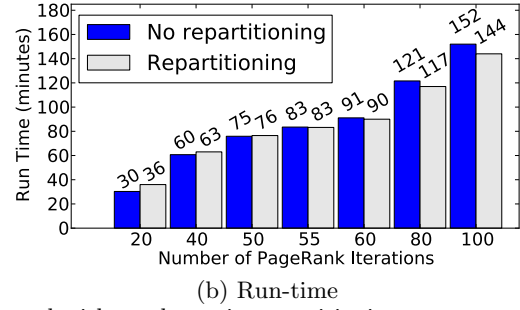 180
160
140
120
100
80
60
40
20
0
Run Time (minutes)
No repartitioning
Repartitioning
30 36 60 63 75 76 83 83 91 90 121 117 152 144
20 40 50 55 60 80 100
Number of PageRank Iterations
(b) Run-time